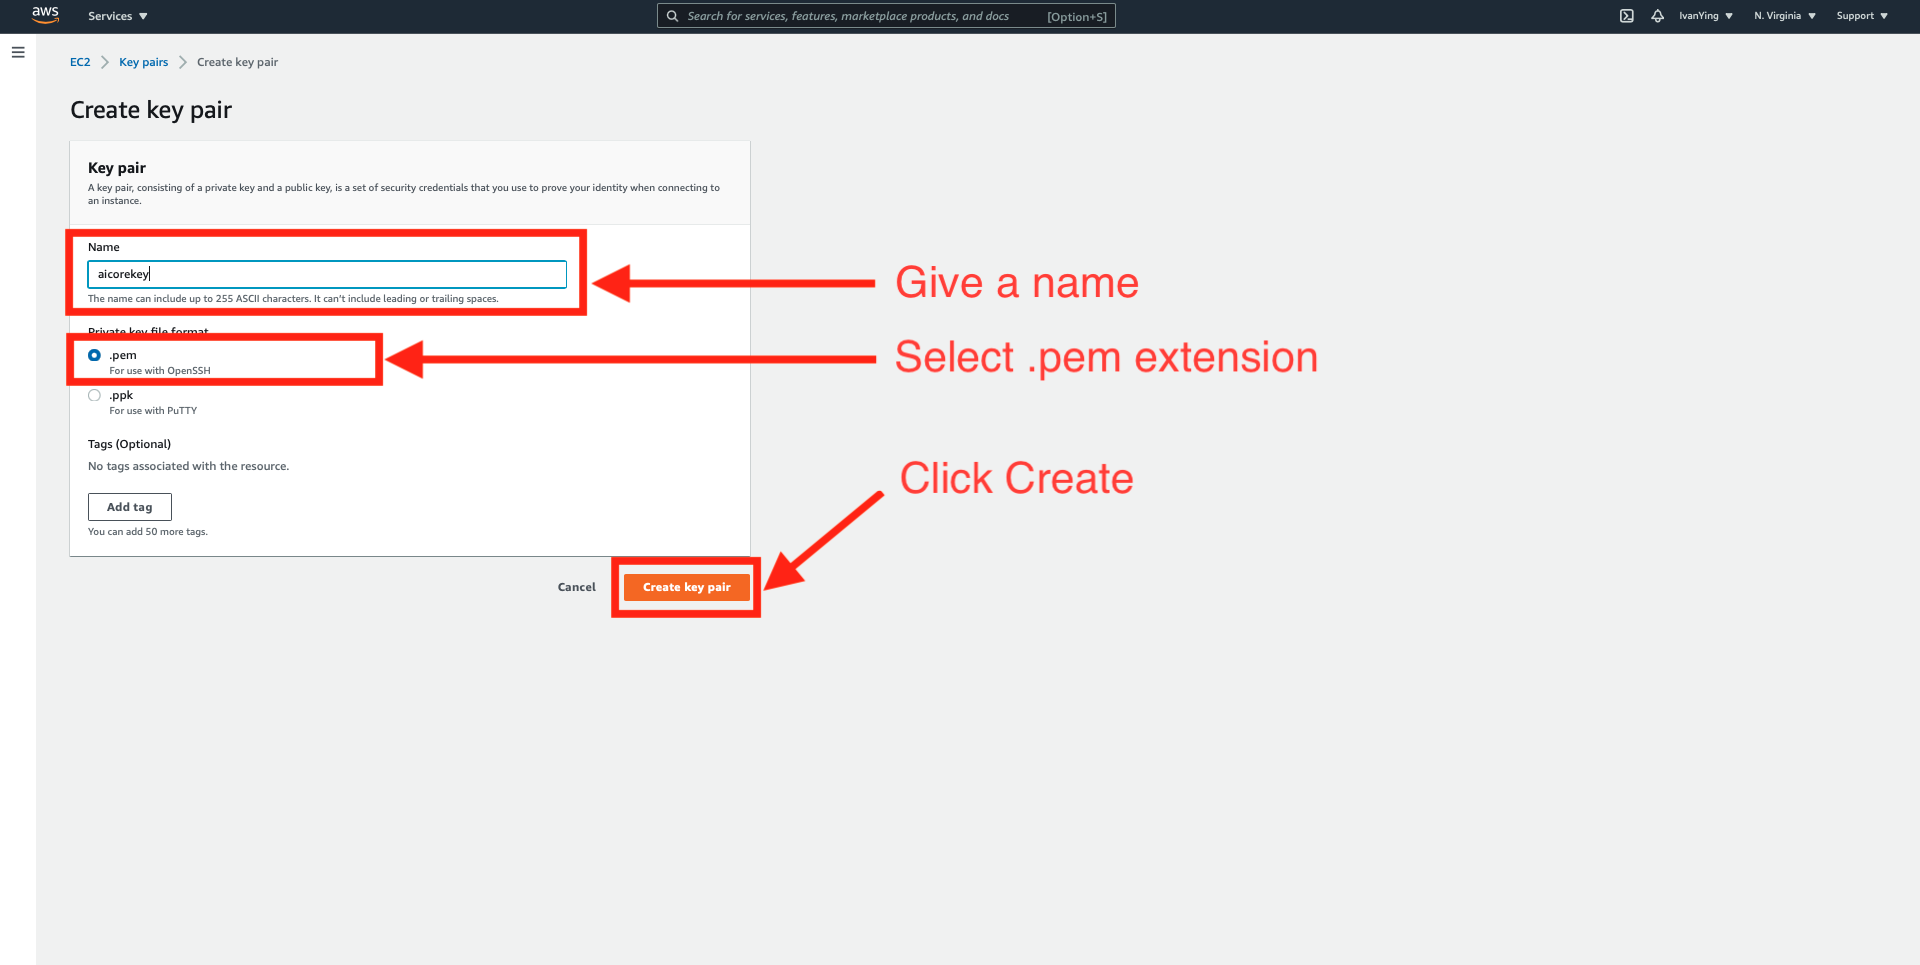 aws
Services
Search for services, features, marketplace products, and docs
[Option+S]
IvanYing
N. Virginia
Support
EC2
Key pairs
Create key pair
Create key pair
Key pair
A key pair, consisting of a private key and a public key, is a set of security credentials that you use to prove your identity when connecting to
an instance.
Name
aicorekey
The name can include up to 255 ASCII characters. It can't include leading or trailing spaces.
Give a name
Private key file format
.pem
For use with OpenSSH
Select .pem extension
.ppk
For use with PuTTY
Tags (Optional)
No tags associated with the resource.
Click Create
Add tag
You can add 50 more tags.
Cancel
Create key pair